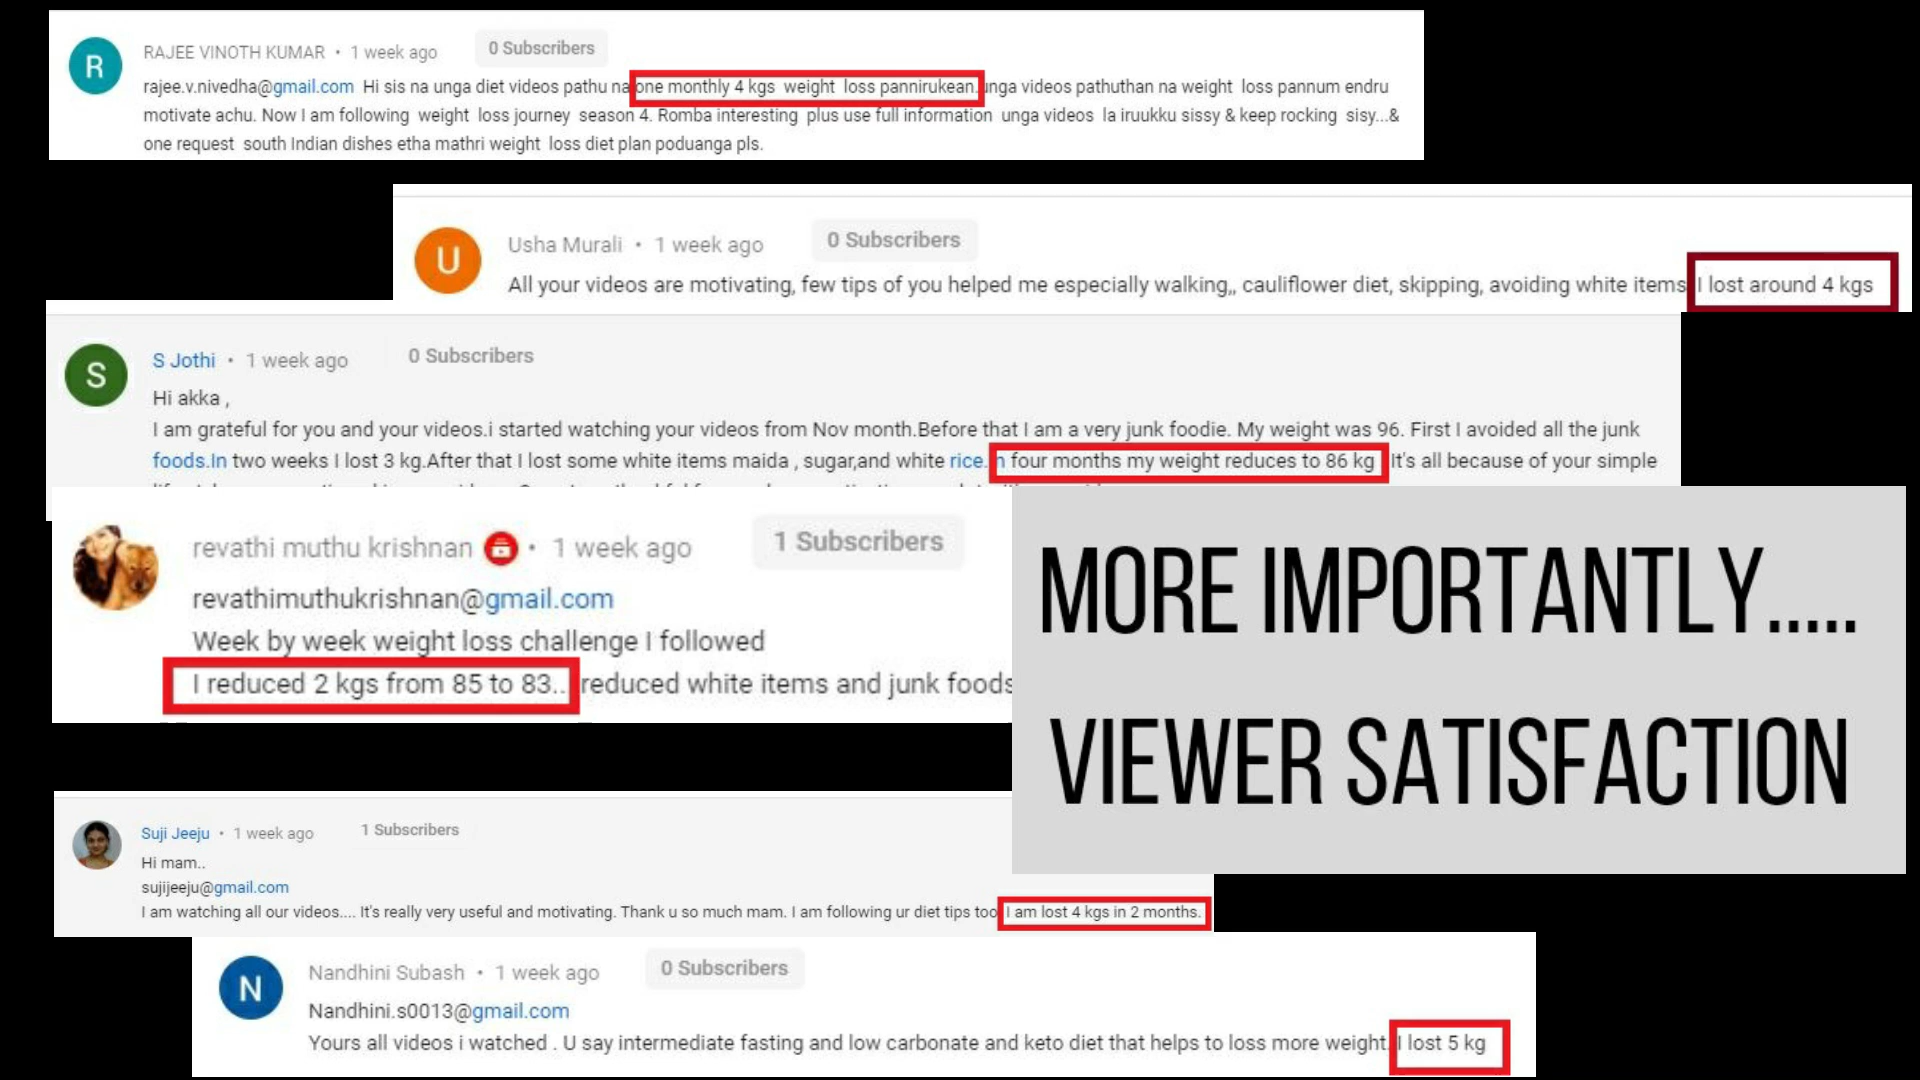 R
RAJEE VINOTH KUMAR • 1 week ago
0 Subscribers
rajee.v.nivedha@gmail.com Hi sis na unga diet videos pathu na one monthly 4 kgs weight loss pannirukean. unga videos pathuthan na weight loss pannum endru
motivate achu. Now I am following weight loss journey season 4. Romba interesting plus use full information unga videos la iruukku sissy & keep rocking sisy...&
one request south Indian dishes etha mathri weight loss diet plan poduanga pls.
U
Usha Murali • 1 week ago
0 Subscribers
All your videos are motivating, few tips of you helped me especially walking,, cauliflower diet, skipping, avoiding white items I lost around 4 kgs
S
S Jothi • 1 week ago
0 Subscribers
Hi akka ,
I am grateful for you and your videos.i started watching your videos from Nov month.Before that I am a very junk foodie. My weight was 96. First I avoided all the junk
foods.In two weeks I lost 3 kg.After that I lost some white items maida , sugar,and white rice. four months my weight reduces to 86 kg It's all because of your simple
revathi muthu krishnan • 1 week ago
1 Subscribers
revathimuthukrishnan@gmail.com
Week by week weight loss challenge I followed
I reduced 2 kgs from 85 to 83.. reduced white items and junk foods
MORE IMPORTANTLY.....
VIEWER SATISFACTION
Suji Jeeju • 1 week ago
1 Subscribers
Hi mam..
sujijeeju@gmail.com
I am watching all our videos.... It's really very useful and motivating. Thank u so much mam. I am following ur diet tips too I am lost 4 kgs in 2 months.
N
Nandhini Subash • 1 week ago
0 Subscribers
Nandhini.s0013@gmail.com
Yours all videos i watched . U say intermediate fasting and low carbonate and keto diet that helps to loss more weight. I lost 5 kg